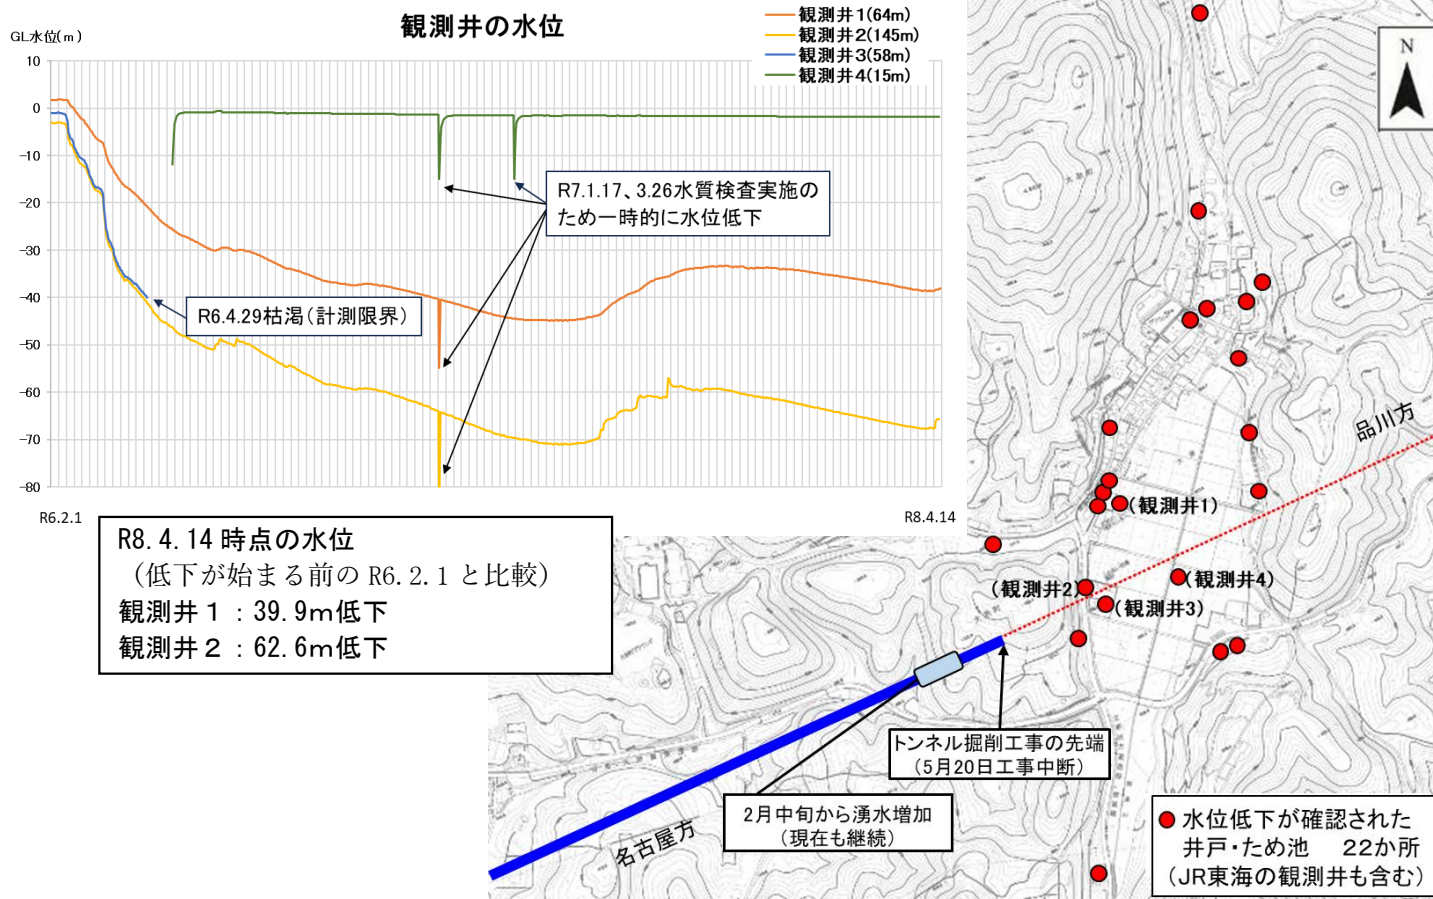 観測井の水位
GL水位(m)
観測井1(64m)
観測井2(145m)
観測井3(58m)
観測井4(15m)
10
0
-10
-20
-30
-40
-50
-60
-70
-80
R7.1.17、3.26水質検査実施の
ため一時的に水位低下
R6.4.29枯渇(計測限界)
R6.2.1
R8.4.14
R8.4.14時点の水位
(低下が始まる前のR6.2.1と比較)
観測井1:39.9m低下
観測井2:62.6m低下
N
品川方
(観測井1)
(観測井2)
(観測井4)
(観測井3)
トンネル掘削工事の先端
(5月20日工事中断)
2月中旬から湧水増加
(現在も継続)
名古屋方
水位低下が確認された
井戸・ため池 22か所
(JR東海の観測井も含む)